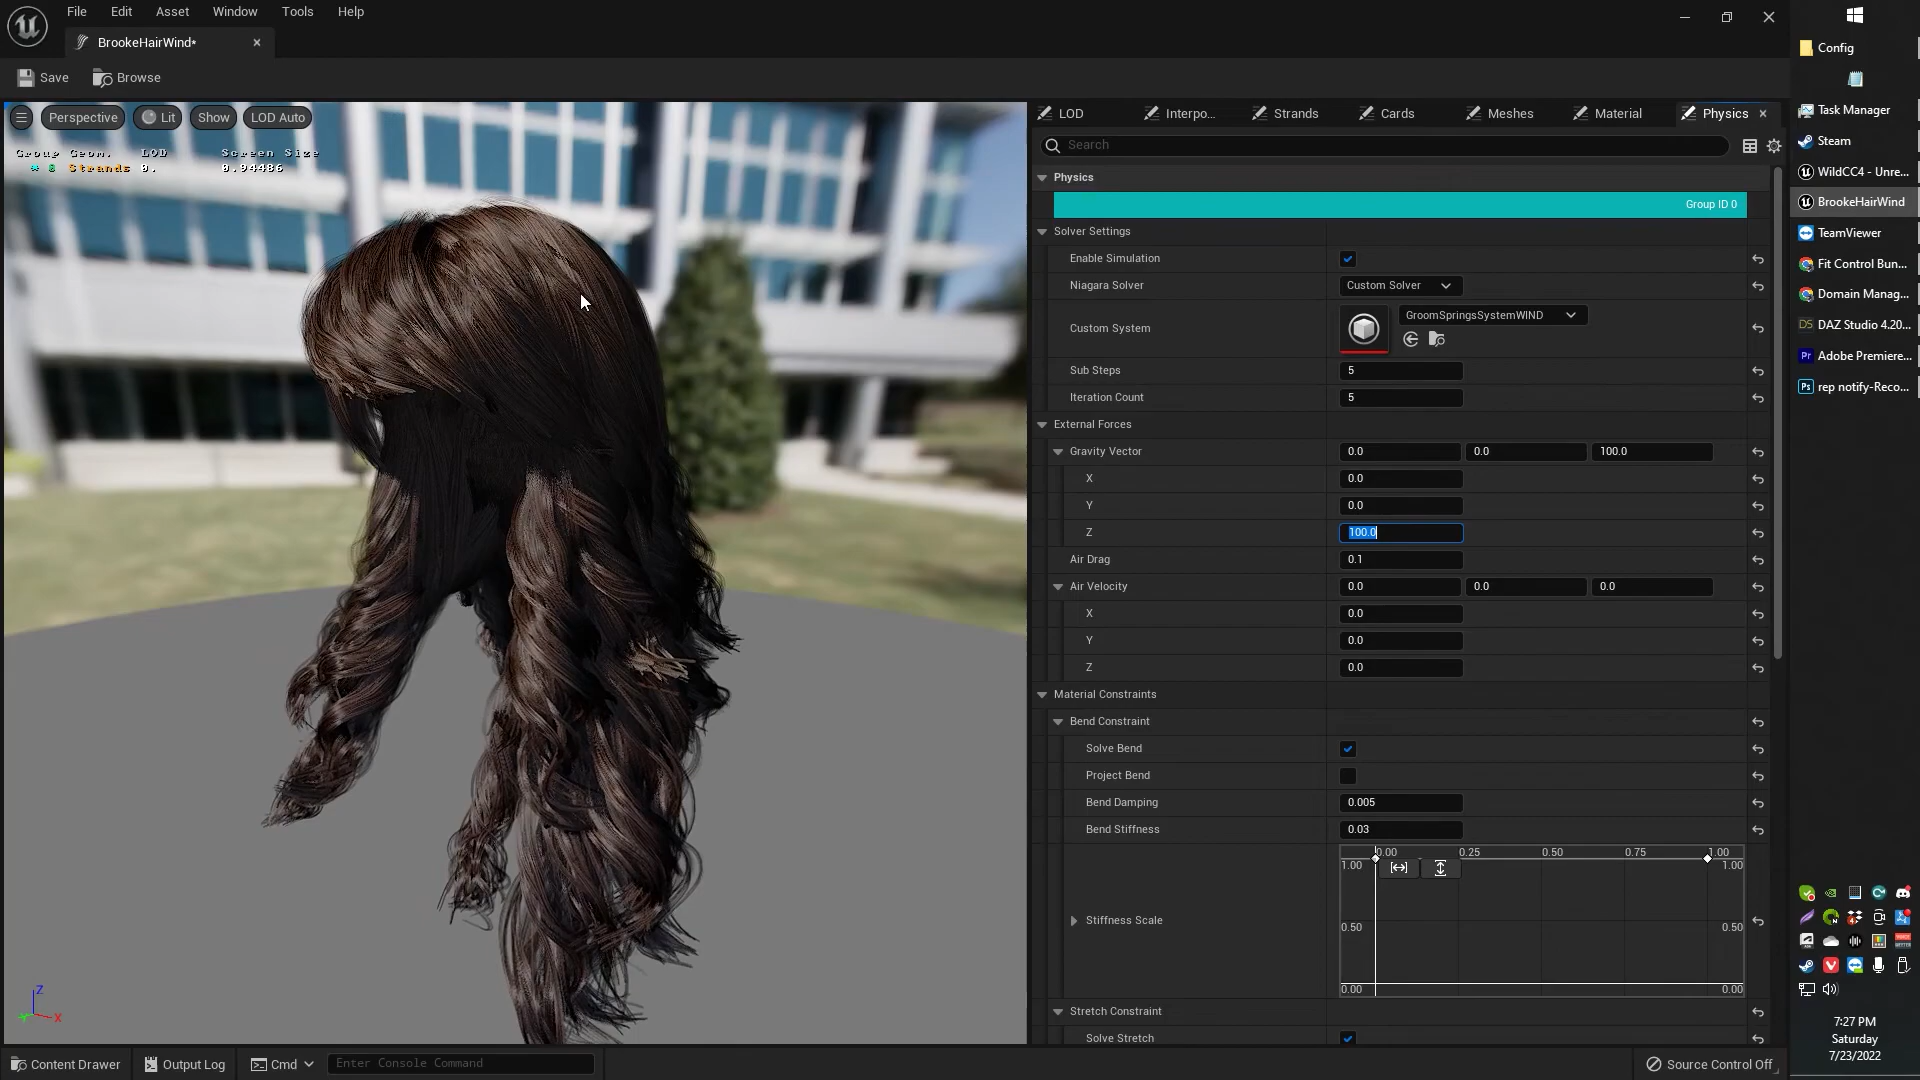 File Edit Asset Window Tools Help
BrookeHairWind*
Save Browse
Perspective Lit Show LOD Auto
Group Geom. LOD Screen Size
* 8 Strands 0. 0.94486
LOD Interpo... Strands Cards Meshes Material Physics
Search
Physics
Group ID 0
Solver Settings
Enable Simulation
Niagara Solver Custom Solver
Custom System GroomSpringsSystemWIND
Sub Steps 5
Iteration Count 5
External Forces
Gravity Vector 0.0 0.0 100.0
X 0.0
Y 0.0
Z 100.0
Air Drag 0.1
Air Velocity 0.0 0.0 0.0
X 0.0
Y 0.0
Z 0.0
Material Constraints
Bend Constraint
Solve Bend
Project Bend
Bend Damping 0.005
Bend Stiffness 0.03
0.00 0.25 0.50 0.75 1.00
1.00 1.00
Stiffness Scale
0.50 0.50
0.00 0.00
Stretch Constraint
Solve Stretch
Content Drawer Output Log Cmd Enter Console Command Source Control Off
Config
Task Manager
Steam
WildCC4 - Unre...
BrookeHairWind
TeamViewer
Fit Control Bun...
Domain Manag...
DS DAZ Studio 4.20...
Pr Adobe Premiere...
Ps rep notify-Reco...
7:27 PM
Saturday
7/23/2022